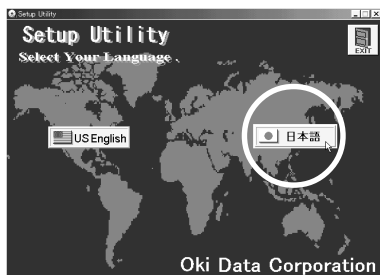 Setup Utility
Setup Utility
EXIT
Select Your Language .
US English
日本語
Oki Data Corporation